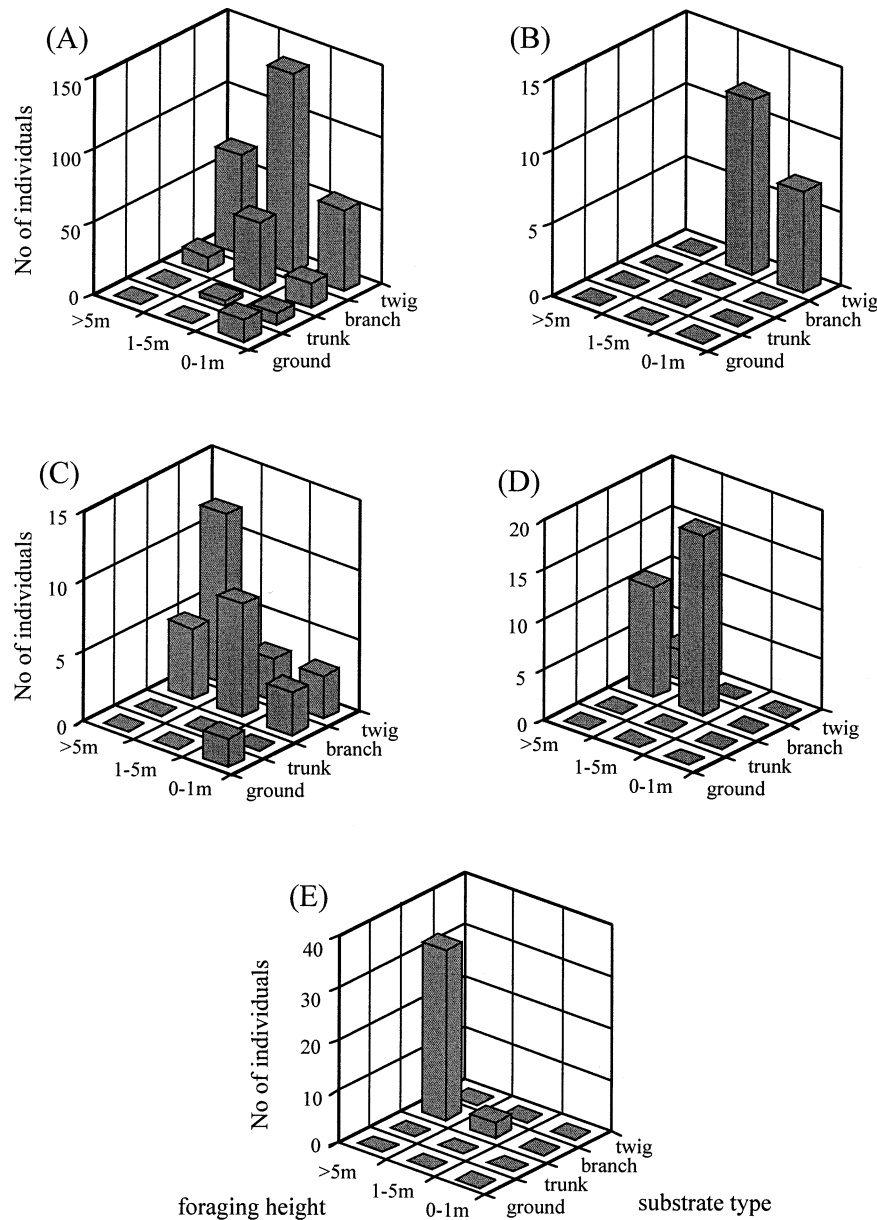 (A)
No of individuals
150
100
50
0
>5m
1-5m
0-1m
ground
trunk
branch
twig
(B)
15
10
5
0
>5m
1-5m
0-1m
ground
trunk
branch
twig
(C)
No of individuals
15
10
5
0
>5m
1-5m
0-1m
ground
trunk
branch
twig
(D)
20
15
10
5
0
>5m
1-5m
0-1m
ground
trunk
branch
twig
(E)
No of individuals
40
30
20
10
0
>5m
1-5m
0-1m
ground
trunk
branch
twig
foraging height
substrate type